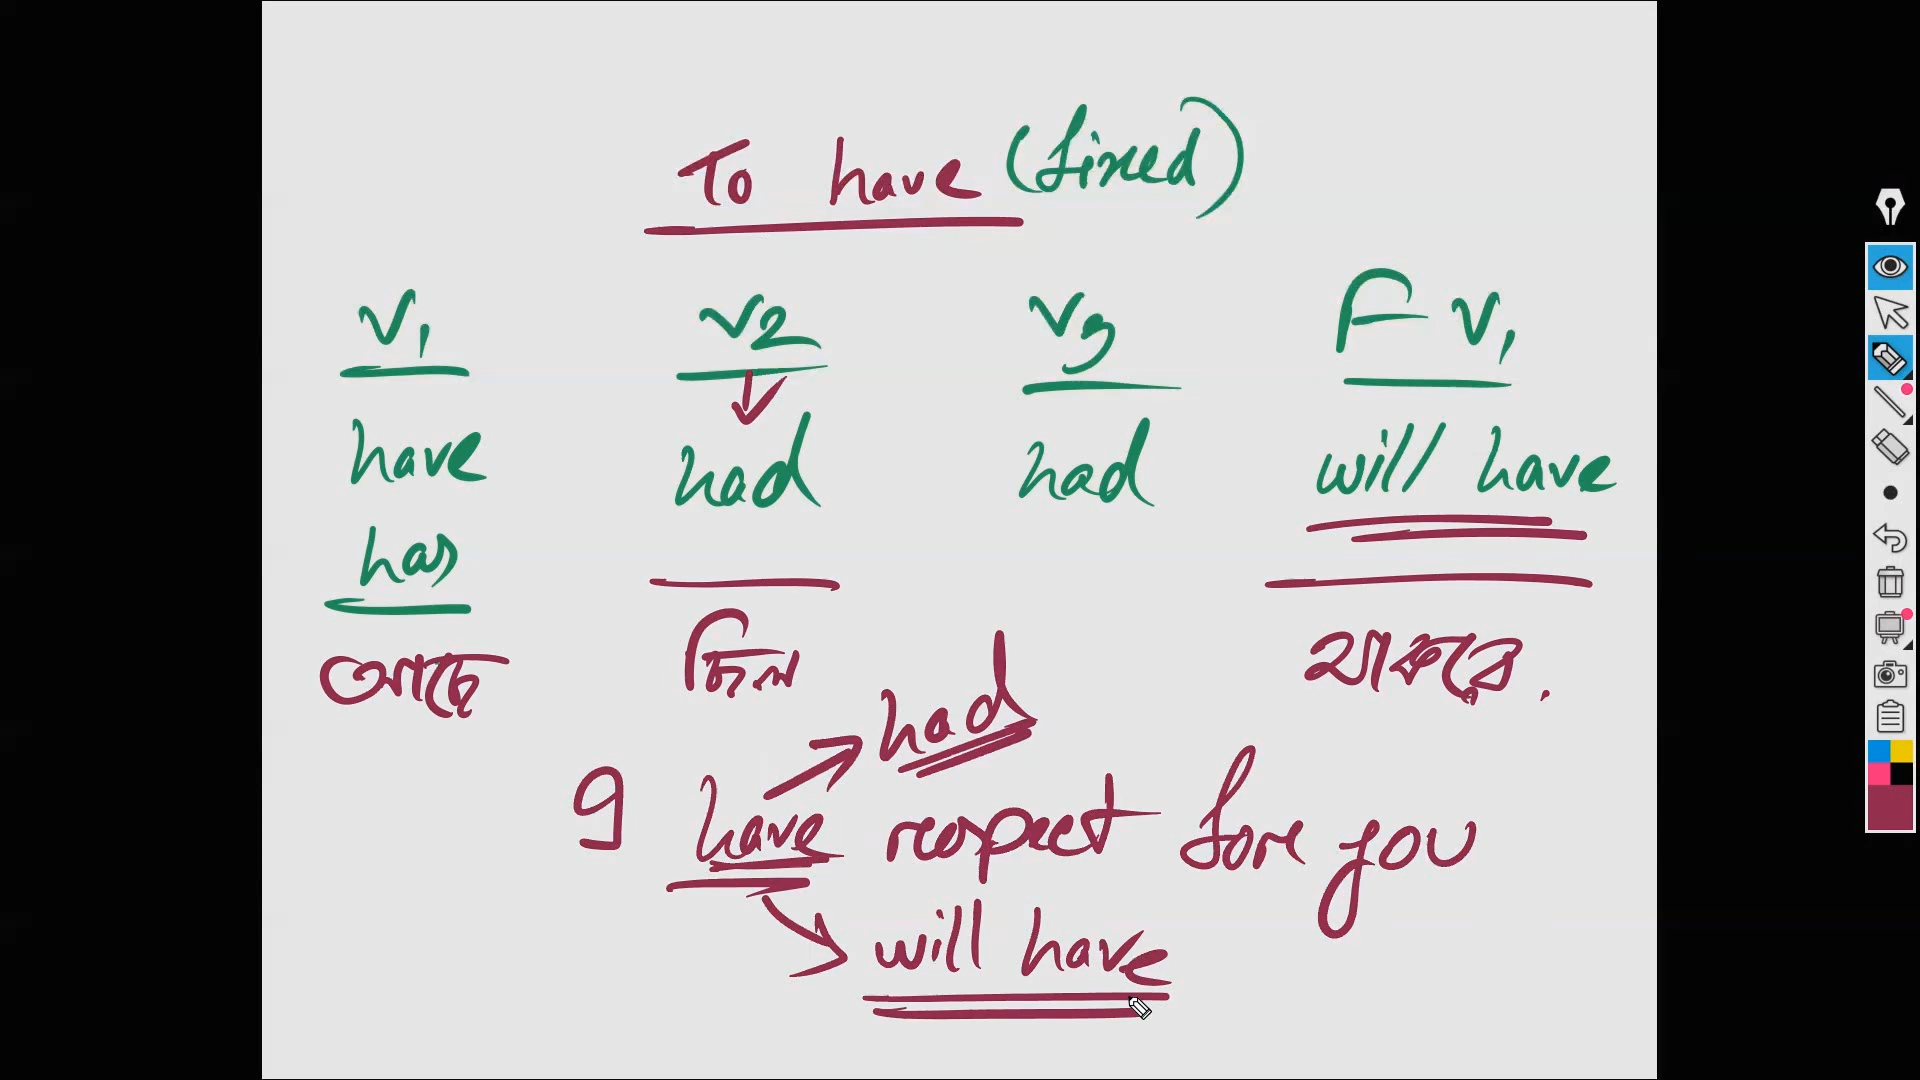 To have (fixed)
V1 V2 V3 F V1
have had had will have
has
আছে ছিল থাকবে.
had
I have respect for you
will have